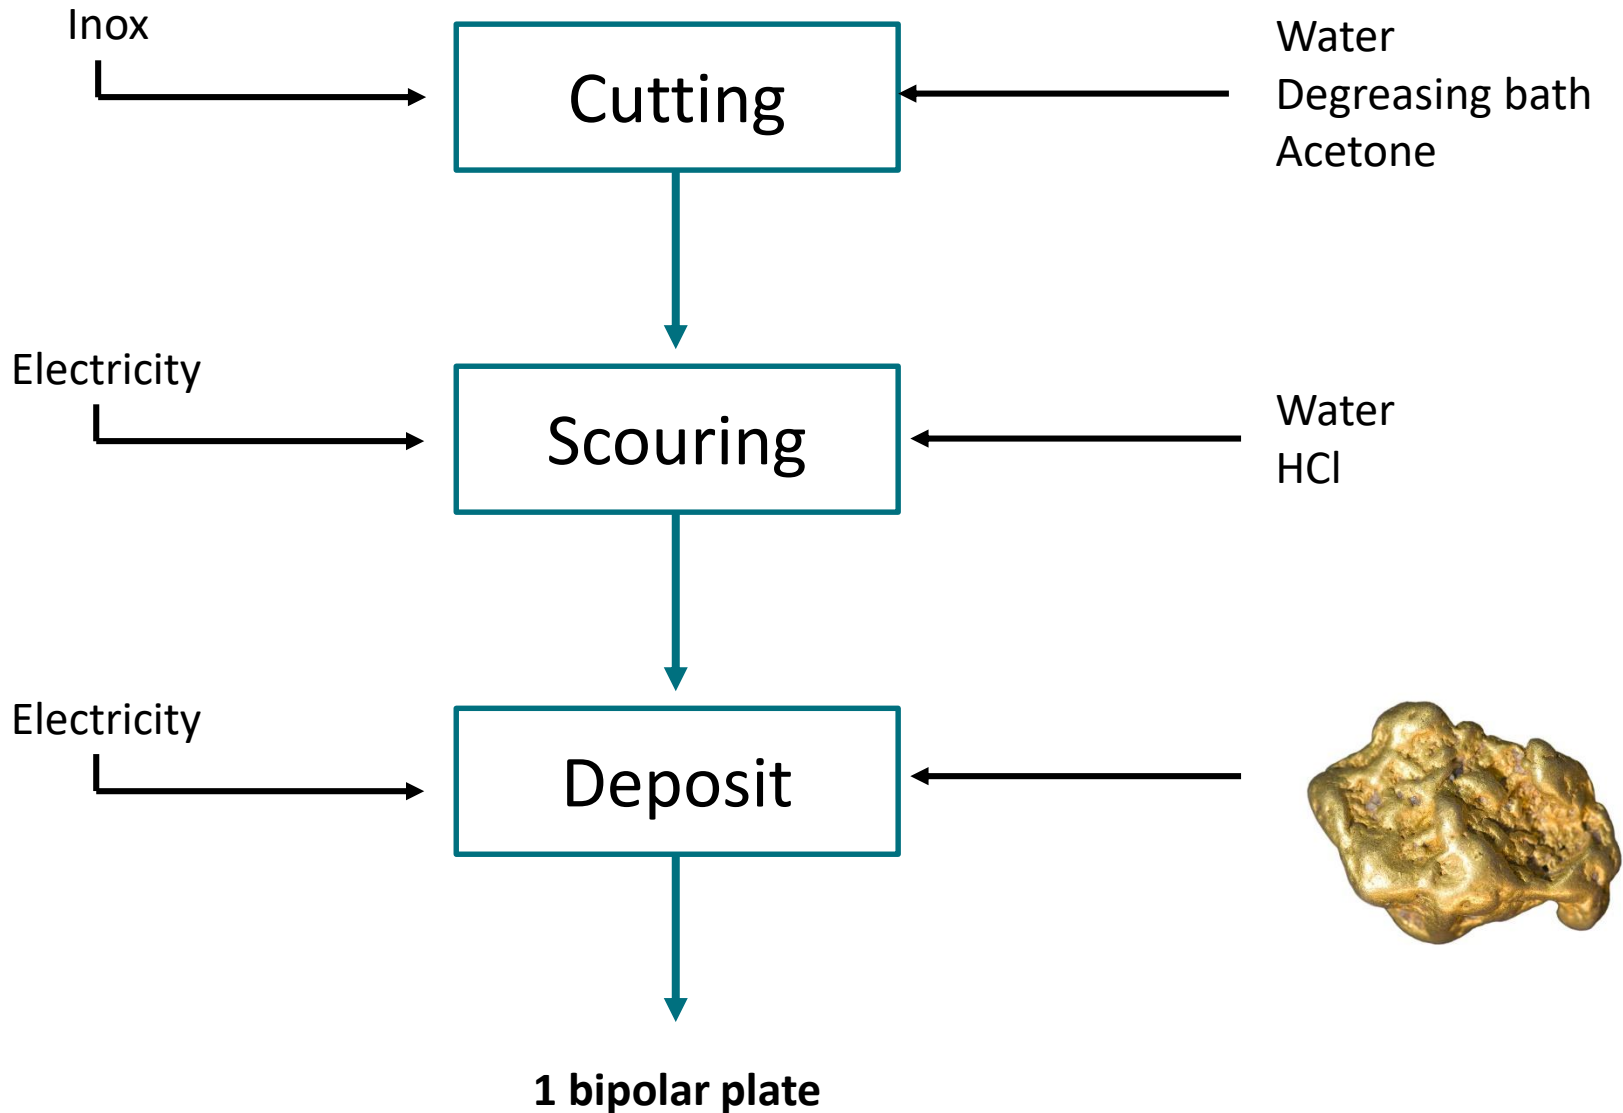 Inox
Cutting
Water
Degreasing bath
Acetone
Electricity
Scouring
Water
HCl
Electricity
Deposit
1 bipolar plate